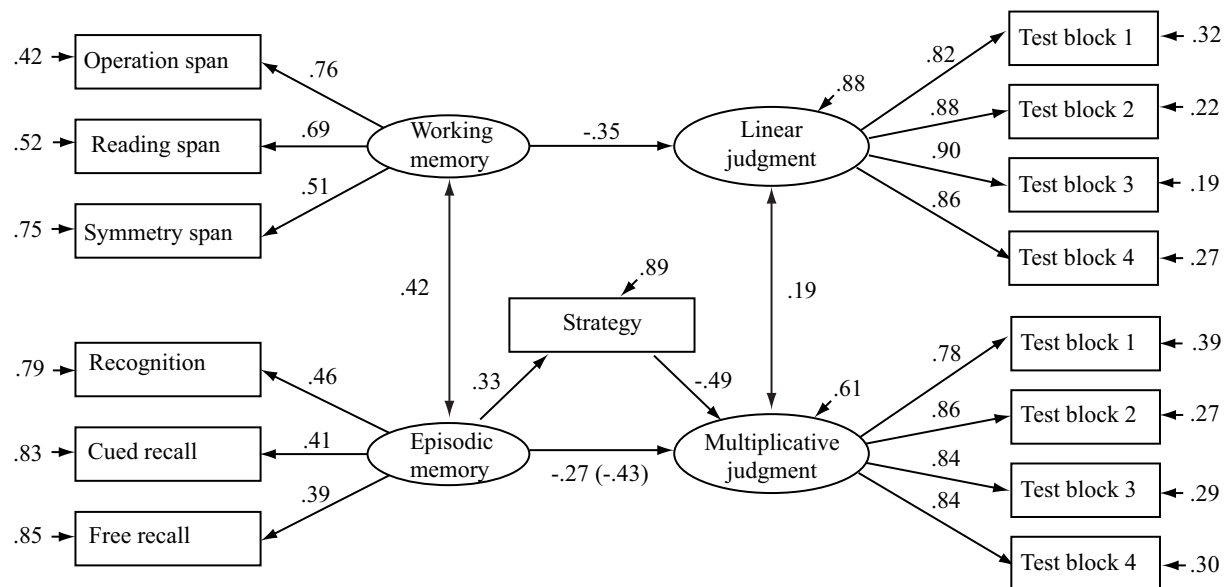 .42
Operation span
.76
.52
Reading span
.69
.75
Symmetry span
.51
Working
memory
-.35
.88
Linear
judgment
.82
Test block 1
.32
.88
Test block 2
.22
.90
Test block 3
.19
.86
Test block 4
.27
.42
.89
Strategy
.19
.33
-.49
.79
Recognition
.46
.83
Cued recall
.41
.85
Free recall
.39
Episodic
memory
-.27 (-.43)
.61
Multiplicative
judgment
.78
Test block 1
.39
.86
Test block 2
.27
.84
Test block 3
.29
.84
Test block 4
.30